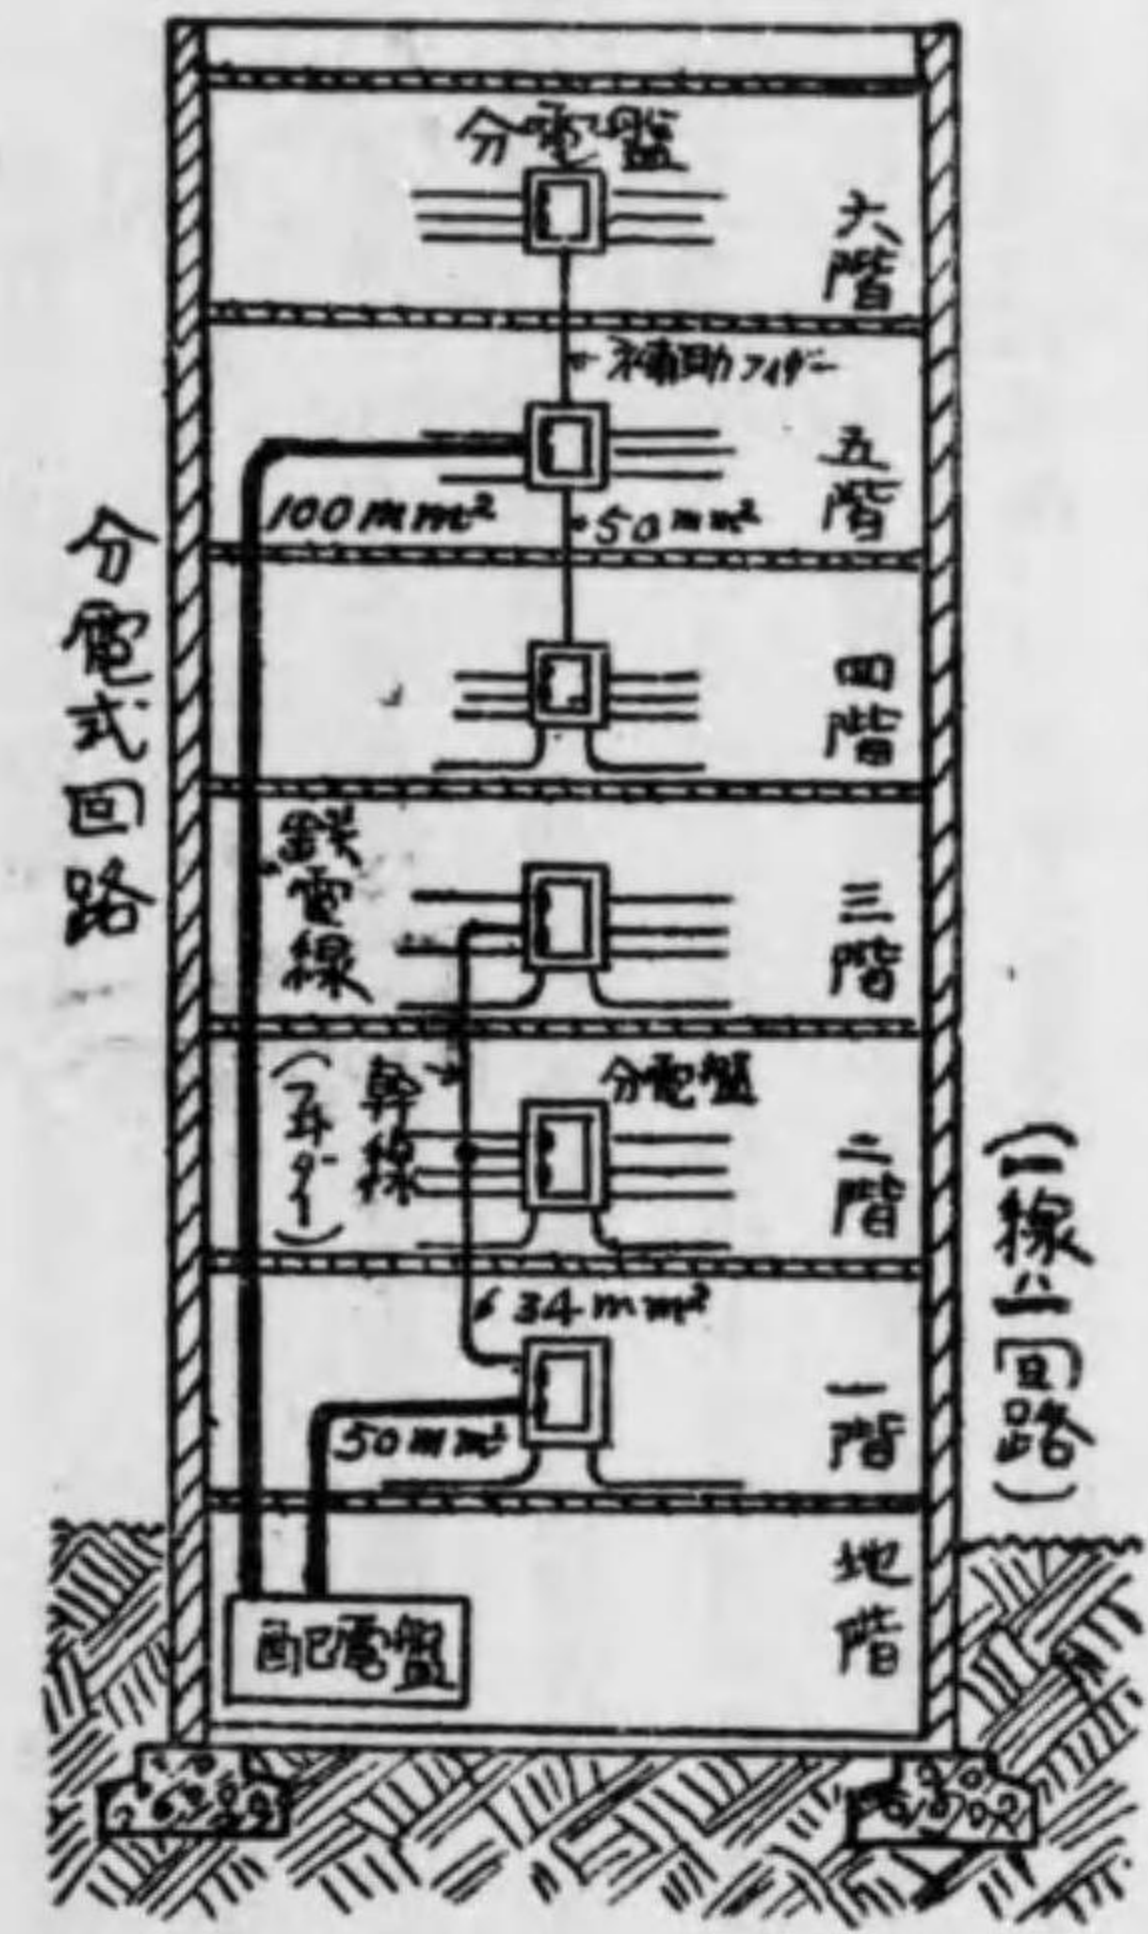 分電式回路
分電盤
六階
補助フィダー
五階
100mm²
50mm²
四階
三階
鉄電線
幹線
(フィダー)
分電盤
二階
34mm²
一階
50mm²
地階
配電盤
(一線ハ二回路)